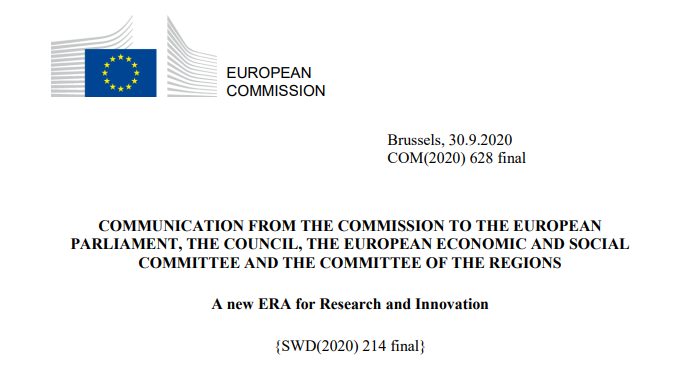 EUROPEAN
COMMISSION
Brussels, 30.9.2020
COM(2020) 628 final
COMMUNICATION FROM THE COMMISSION TO THE EUROPEAN
PARLIAMENT, THE COUNCIL, THE EUROPEAN ECONOMIC AND SOCIAL
COMMITTEE AND THE COMMITTEE OF THE REGIONS
A new ERA for Research and Innovation
{SWD(2020) 214 final}